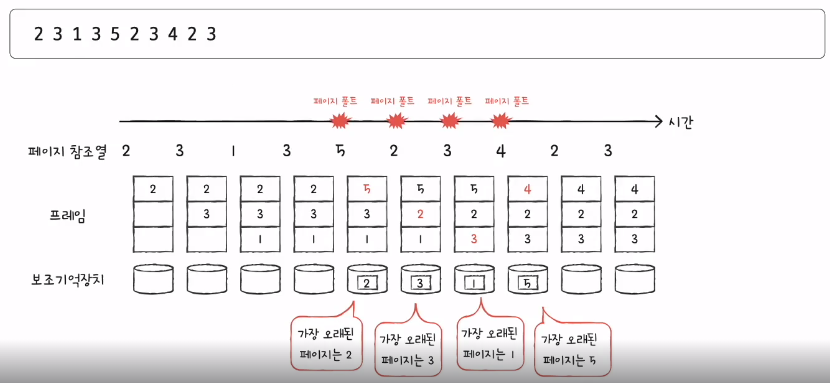 2 3 1 3 5 2 3 4 2 3
페이지 폴트 페이지 폴트 페이지 폴트 페이지 폴트
시간
페이지 참조열 2 3 1 3 5 2 3 4 2 3
2 2 2 2 5 5 5 4 4 4
프레임 3 3 3 3 2 2 2 2 2
1 1 1 1 3 3 3 3
보조기억장치 2 3 1 5
가장 오래된
페이지는 2
가장 오래된
페이지는 3
가장 오래된
페이지는 1
가장 오래된
페이지는 5